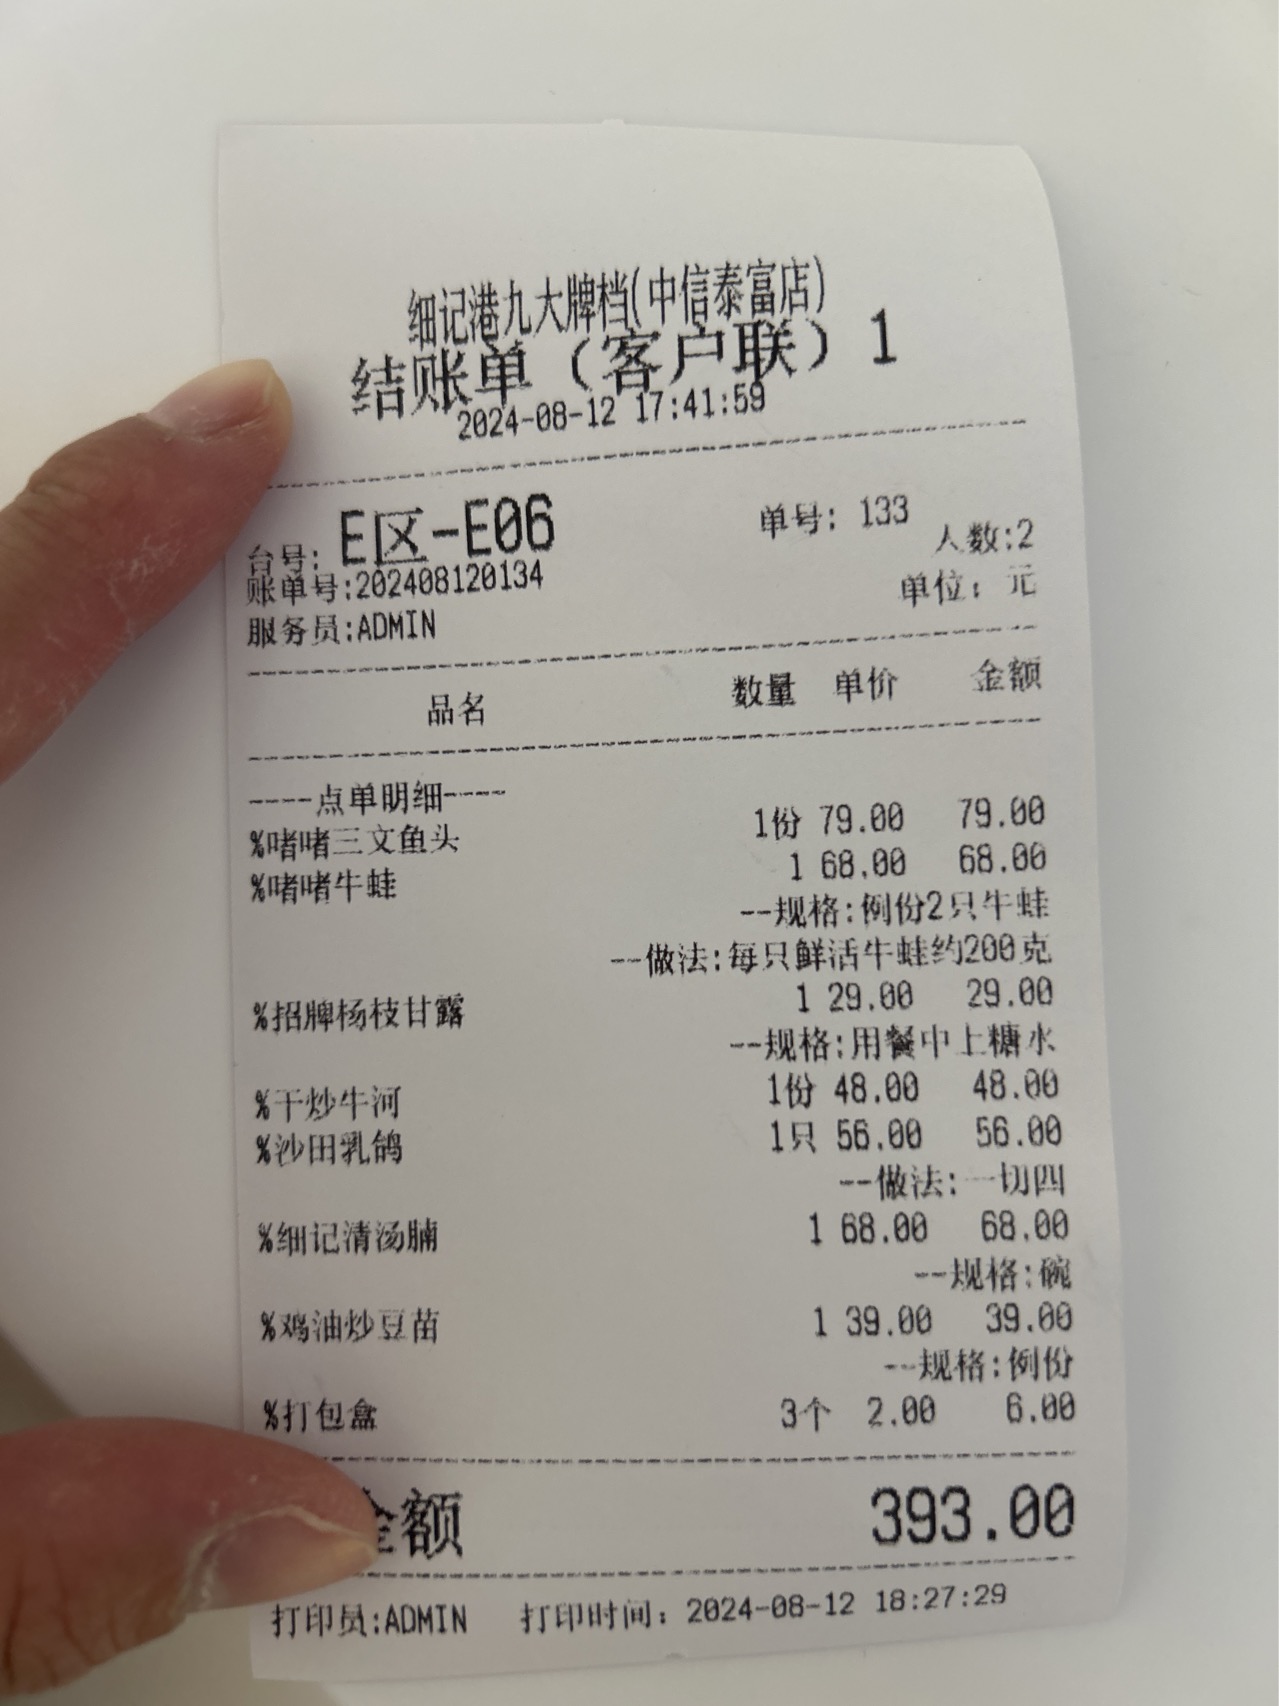 细记港九大牌档(中信泰富店)
结账单（客户联）1
2024-08-12 17:41:59
台号: E区-E06 单号: 133
人数:2
账单号:202408120134 单位: 元
服务员:ADMIN
品名 数量 单价 金额
----点单明细----
%啫啫三文鱼头 1份 79.00 79.00
%啫啫牛蛙 1 68.00 68.00
--规格:例份2只牛蛙
--做法:每只鲜活牛蛙约200克
%招牌杨枝甘露 1 29.00 29.00
--规格:用餐中上糖水
%干炒牛河 1份 48.00 48.00
%沙田乳鸽 1只 56.00 56.00
--做法:一切四
%细记清汤腩 1 68.00 68.00
--规格:碗
%鸡油炒豆苗 1 39.00 39.00
--规格:例份
%打包盒 3个 2.00 6.00
金额 393.00
打印员:ADMIN 打印时间: 2024-08-12 18:27:29